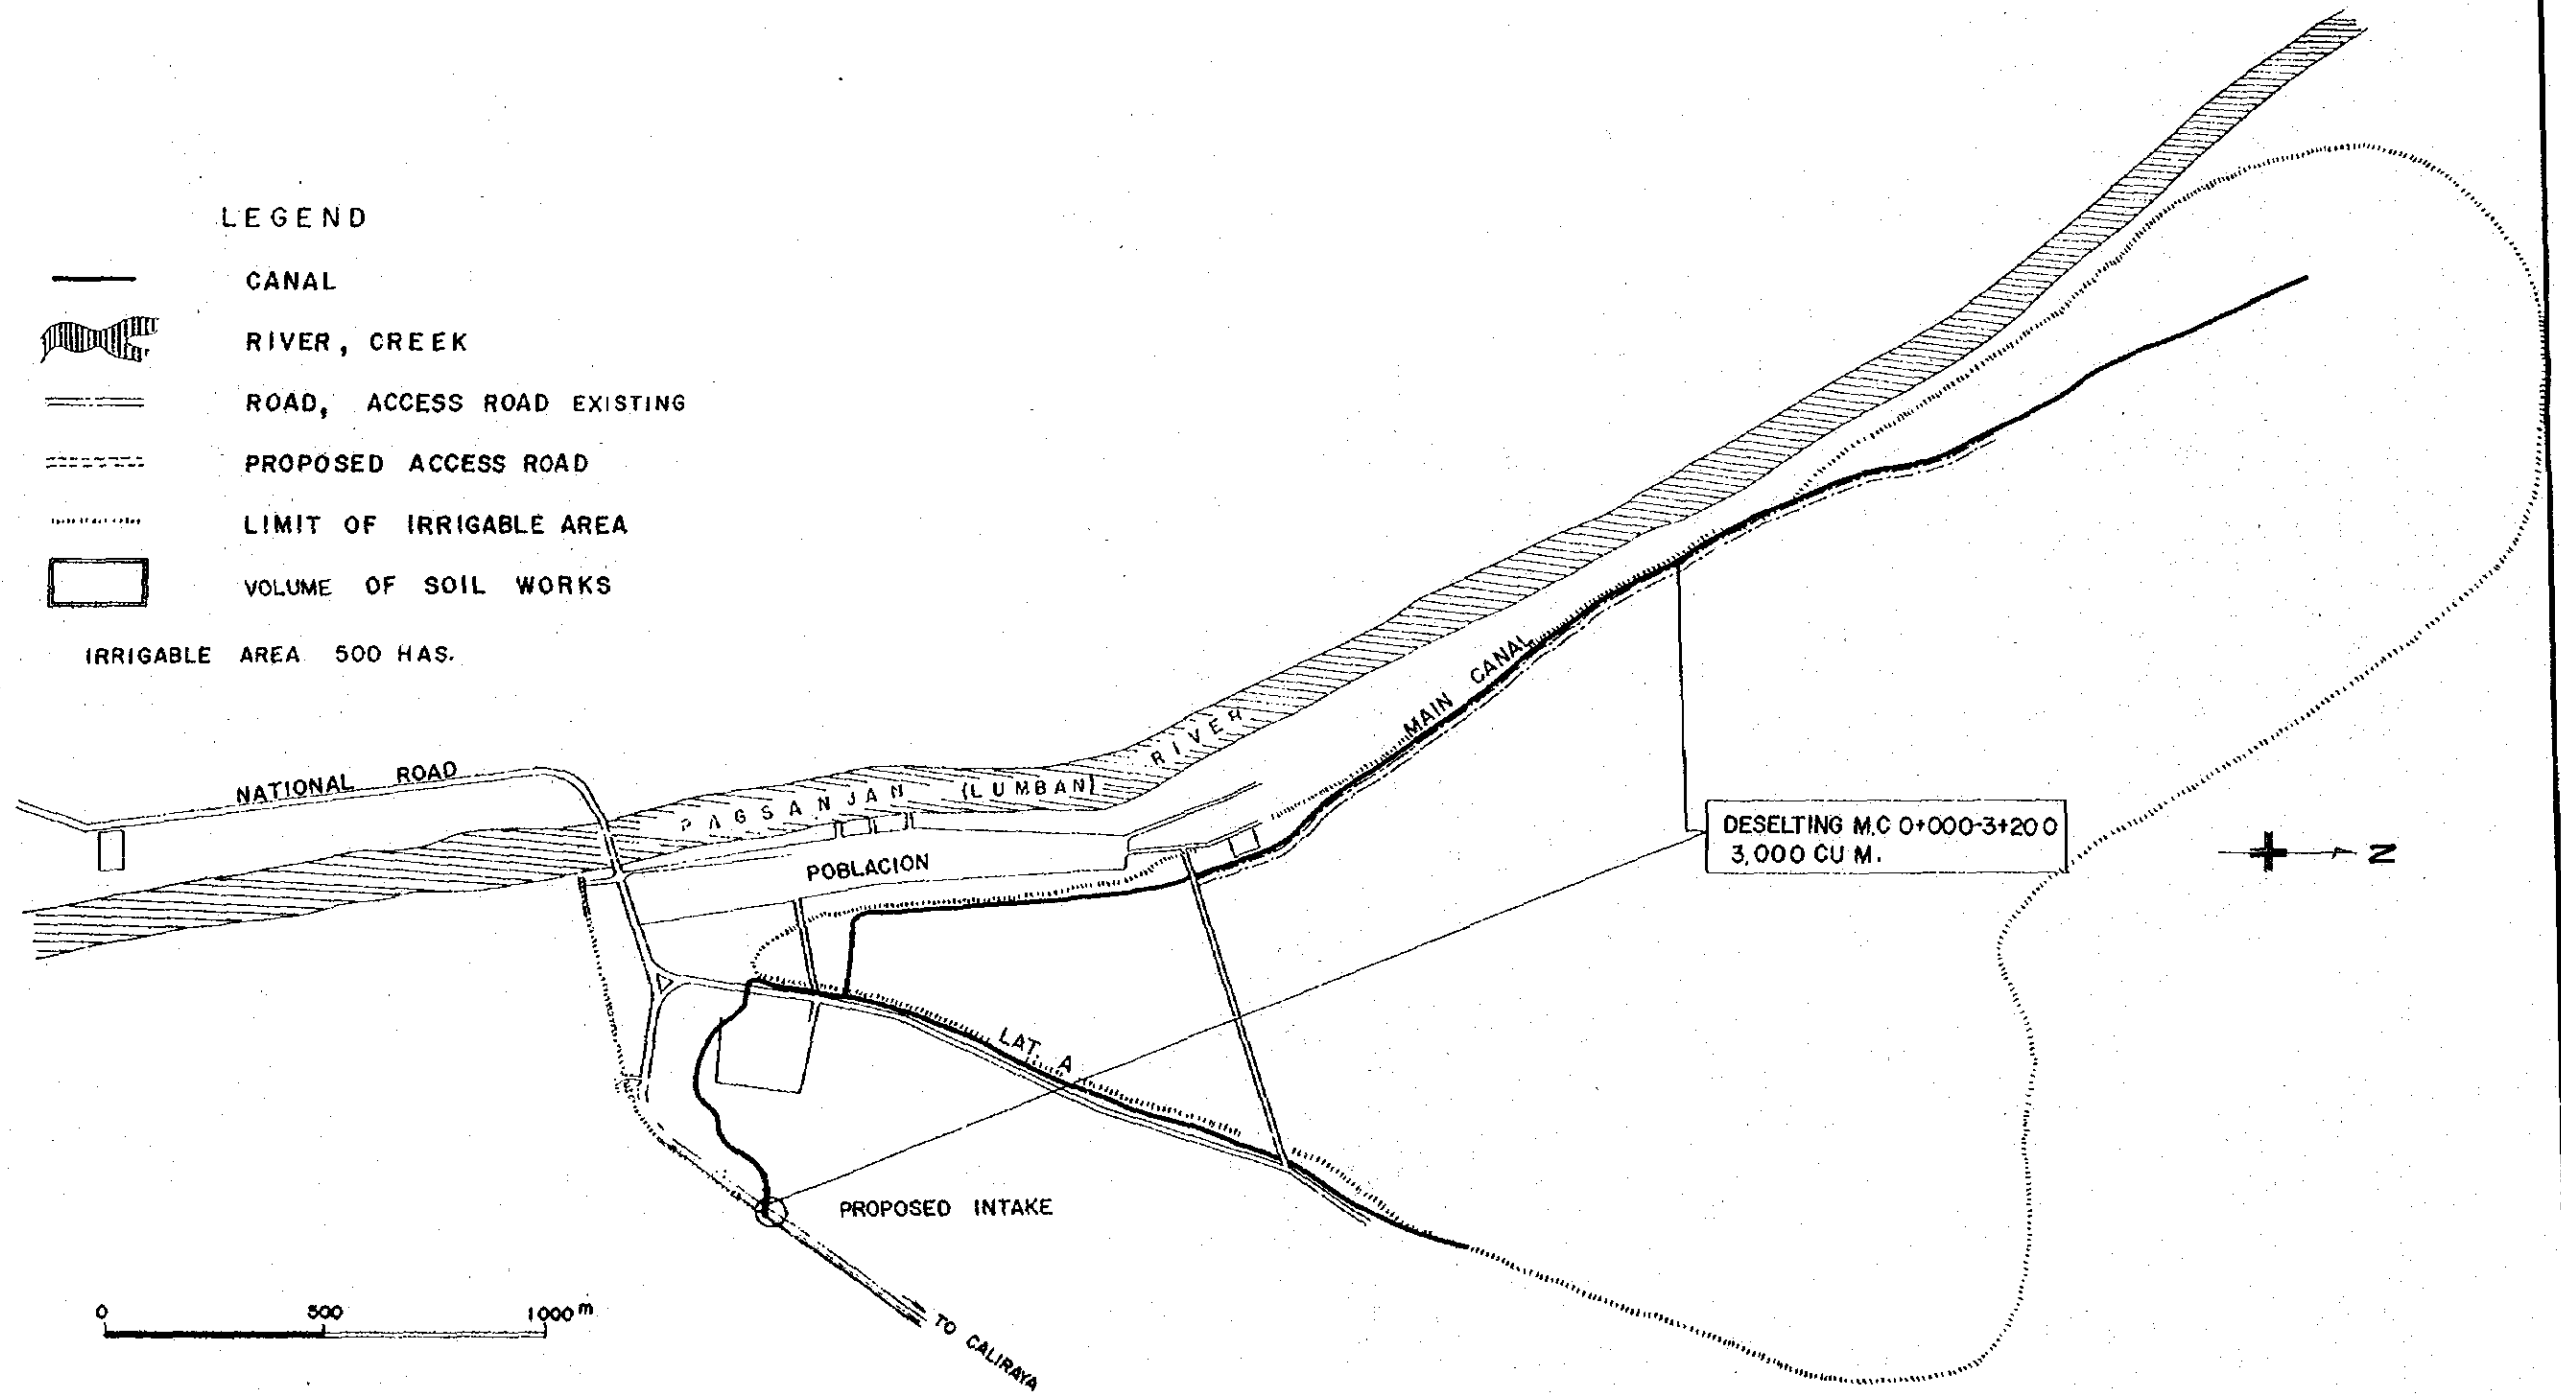 LEGEND
CANAL
RIVER, CREEK
ROAD, ACCESS ROAD EXISTING
PROPOSED ACCESS ROAD
LIMIT OF IRRIGABLE AREA
VOLUME OF SOIL WORKS
IRRIGABLE AREA 500 HAS.
NATIONAL ROAD
PAGSANJAN (LUMBAN) RIVER
MAIN CANAL
POBLACION
DESELTING M.C 0+000-3+200
3,000 CU M.
N
LAT. A
PROPOSED INTAKE
TO CALIRAYA
0 500 1000 m